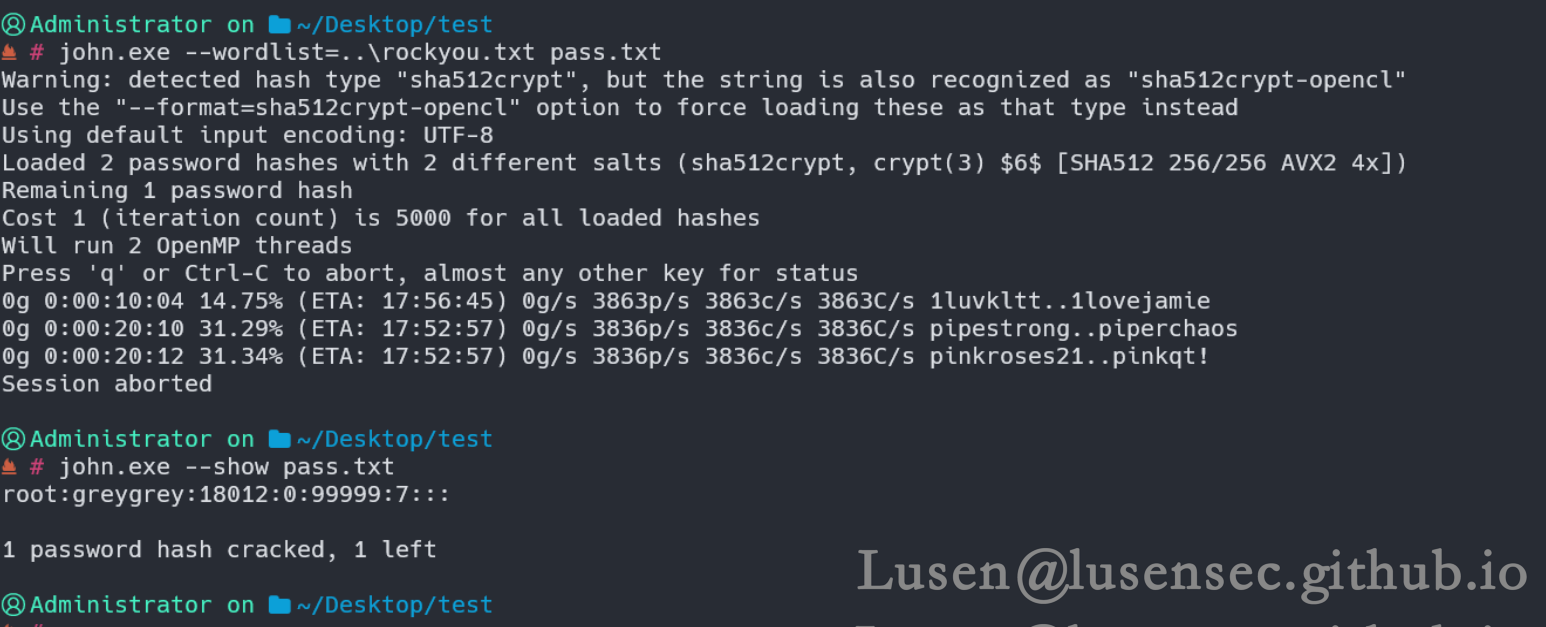 Administrator on ~/Desktop/test
# john.exe --wordlist=..\rockyou.txt pass.txt
Warning: detected hash type "sha512crypt", but the string is also recognized as "sha512crypt-opencl"
Use the "--format=sha512crypt-opencl" option to force loading these as that type instead
Using default input encoding: UTF-8
Loaded 2 password hashes with 2 different salts (sha512crypt, crypt(3) $6$ [SHA512 256/256 AVX2 4x])
Remaining 1 password hash
Cost 1 (iteration count) is 5000 for all loaded hashes
Will run 2 OpenMP threads
Press 'q' or Ctrl-C to abort, almost any other key for status
0g 0:00:10:04 14.75% (ETA: 17:56:45) 0g/s 3863p/s 3863c/s 3863C/s 1luvkltt..1lovejamie
0g 0:00:20:10 31.29% (ETA: 17:52:57) 0g/s 3836p/s 3836c/s 3836C/s pipestrong..piperchaos
0g 0:00:20:12 31.34% (ETA: 17:52:57) 0g/s 3836p/s 3836c/s 3836C/s pinkroses21..pinkqt!
Session aborted
Administrator on ~/Desktop/test
# john.exe --show pass.txt
root:greygrey:18012:0:99999:7:::
1 password hash cracked, 1 left
Lusen@lusensec.github.io
Administrator on ~/Desktop/test